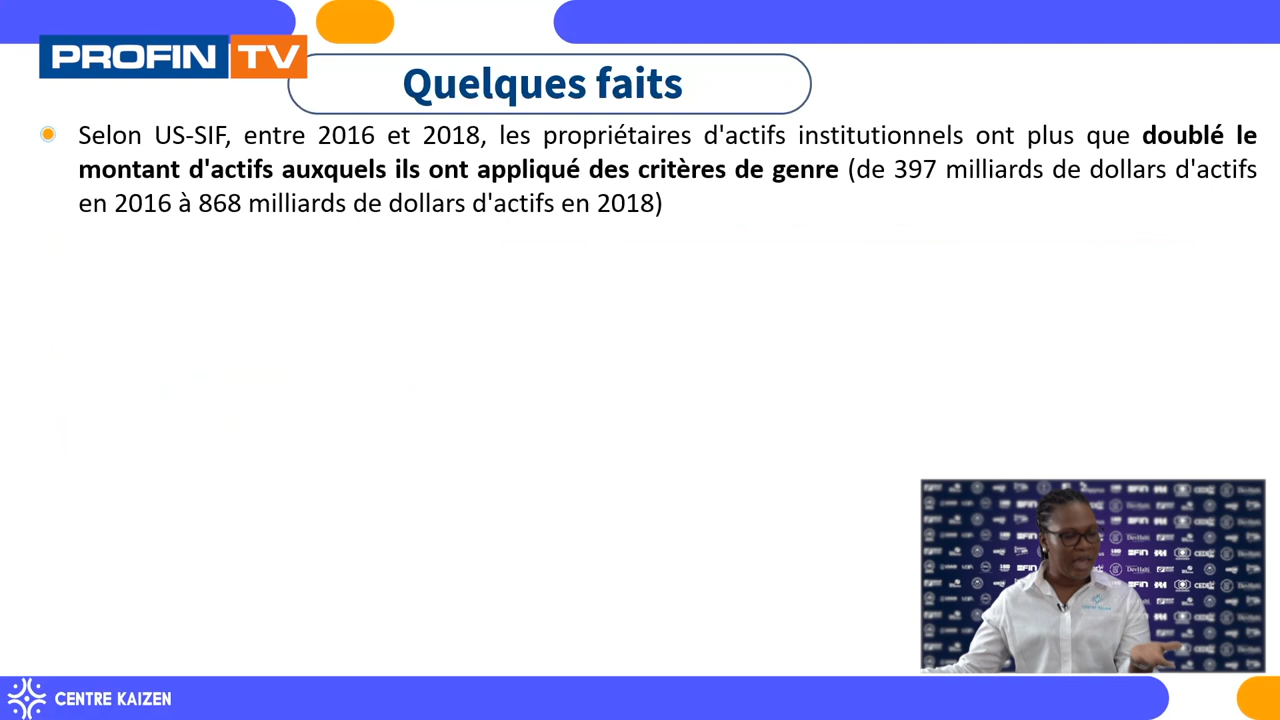 PROFIN TV
Quelques faits
Selon US-SIF, entre 2016 et 2018, les propriétaires d'actifs institutionnels ont plus que doublé le
montant d'actifs auxquels ils ont appliqué des critères de genre (de 397 milliards de dollars d'actifs
en 2016 à 868 milliards de dollars d'actifs en 2018)
CENTRE KAIZEN